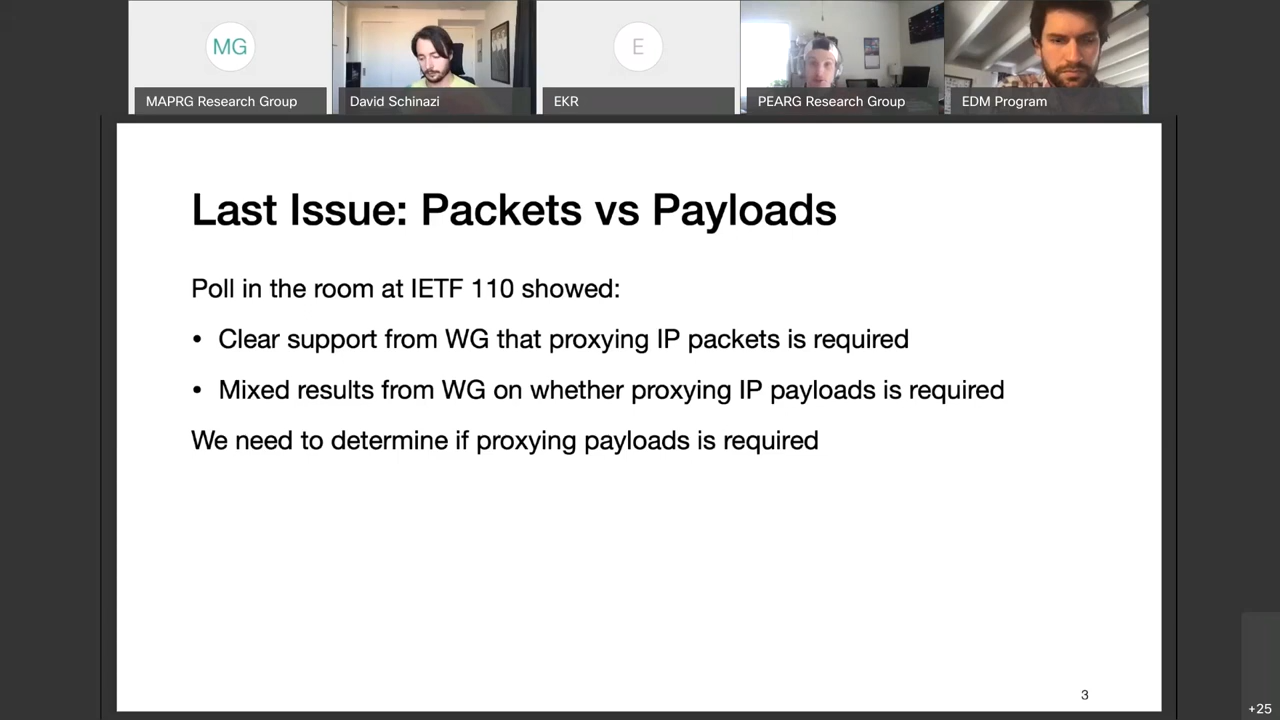 MG
E
MAPRG Research Group
David Schinazi
EKR
PEARG Research Group
EDM Program
Last Issue: Packets vs Payloads
Poll in the room at IETF 110 showed:
• Clear support from WG that proxying IP packets is required
• Mixed results from WG on whether proxying IP payloads is required
We need to determine if proxying payloads is required
3
+25